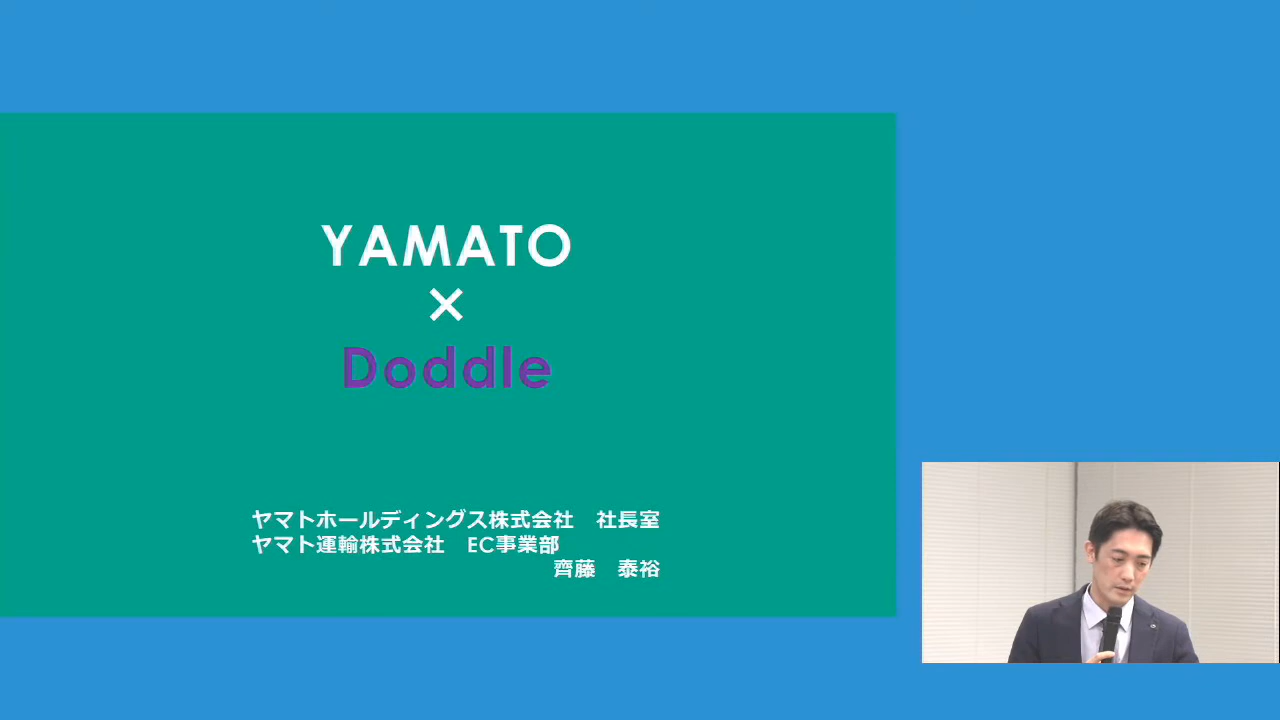 YAMATO
×
Doddle
ヤマトホールディングス株式会社　社長室
ヤマト運輸株式会社　EC事業部
齊藤　泰裕